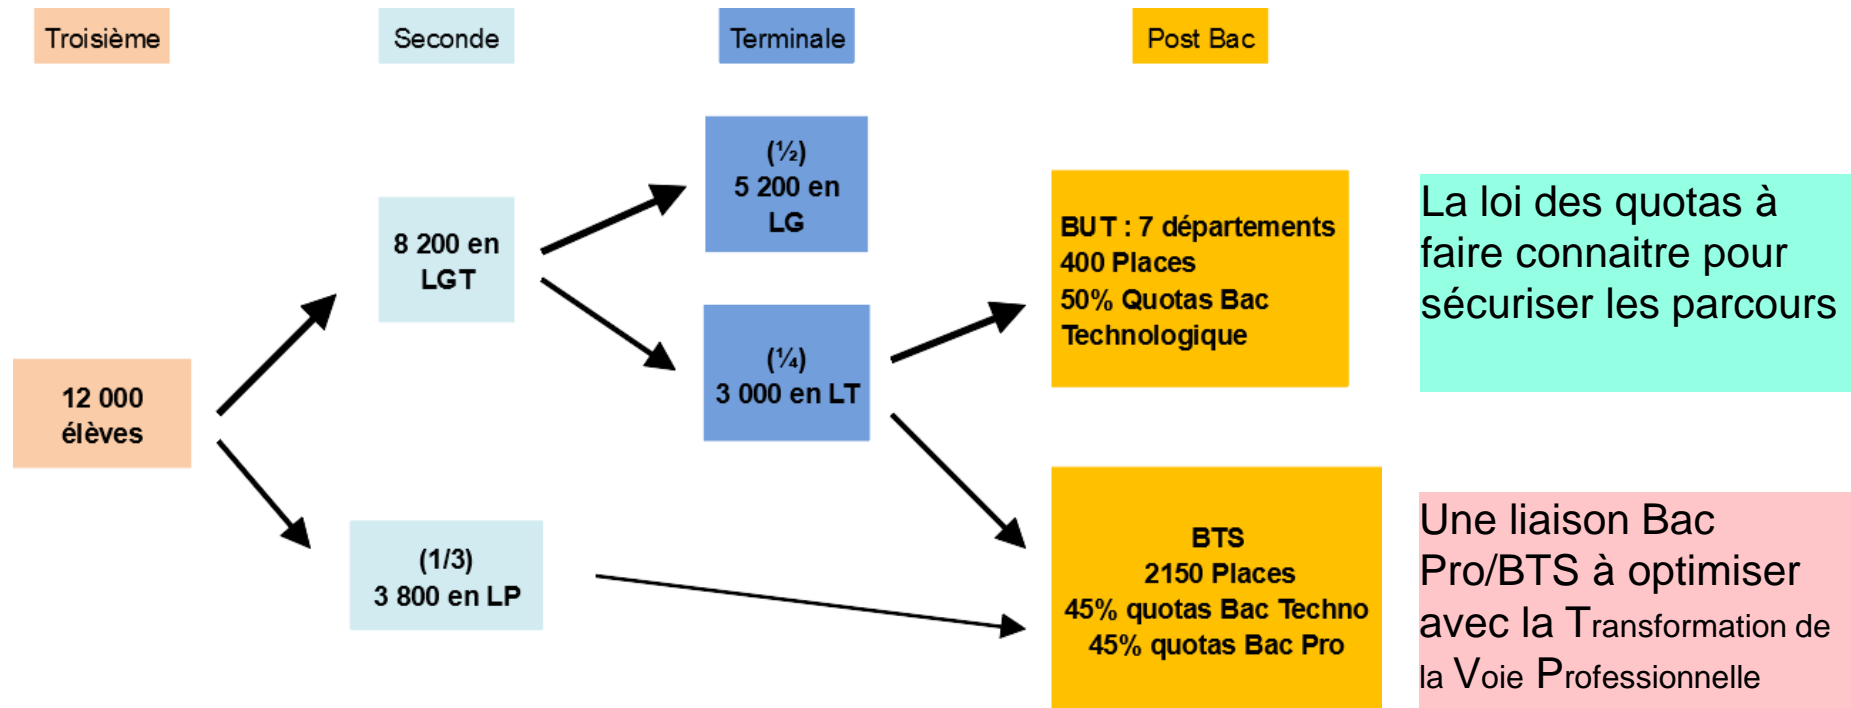 Troisième
Seconde
Terminale
Post Bac
12 000
élèves
8 200 en
LGT
(1/3)
3 800 en LP
(½)
5 200 en
LG
(¼)
3 000 en LT
BUT : 7 départements
400 Places
50% Quotas Bac
Technologique
BTS
2150 Places
45% quotas Bac Techno
45% quotas Bac Pro
La loi des quotas à
faire connaitre pour
sécuriser les parcours
Une liaison Bac
Pro/BTS à optimiser
avec la Transformation de
la Voie Professionnelle